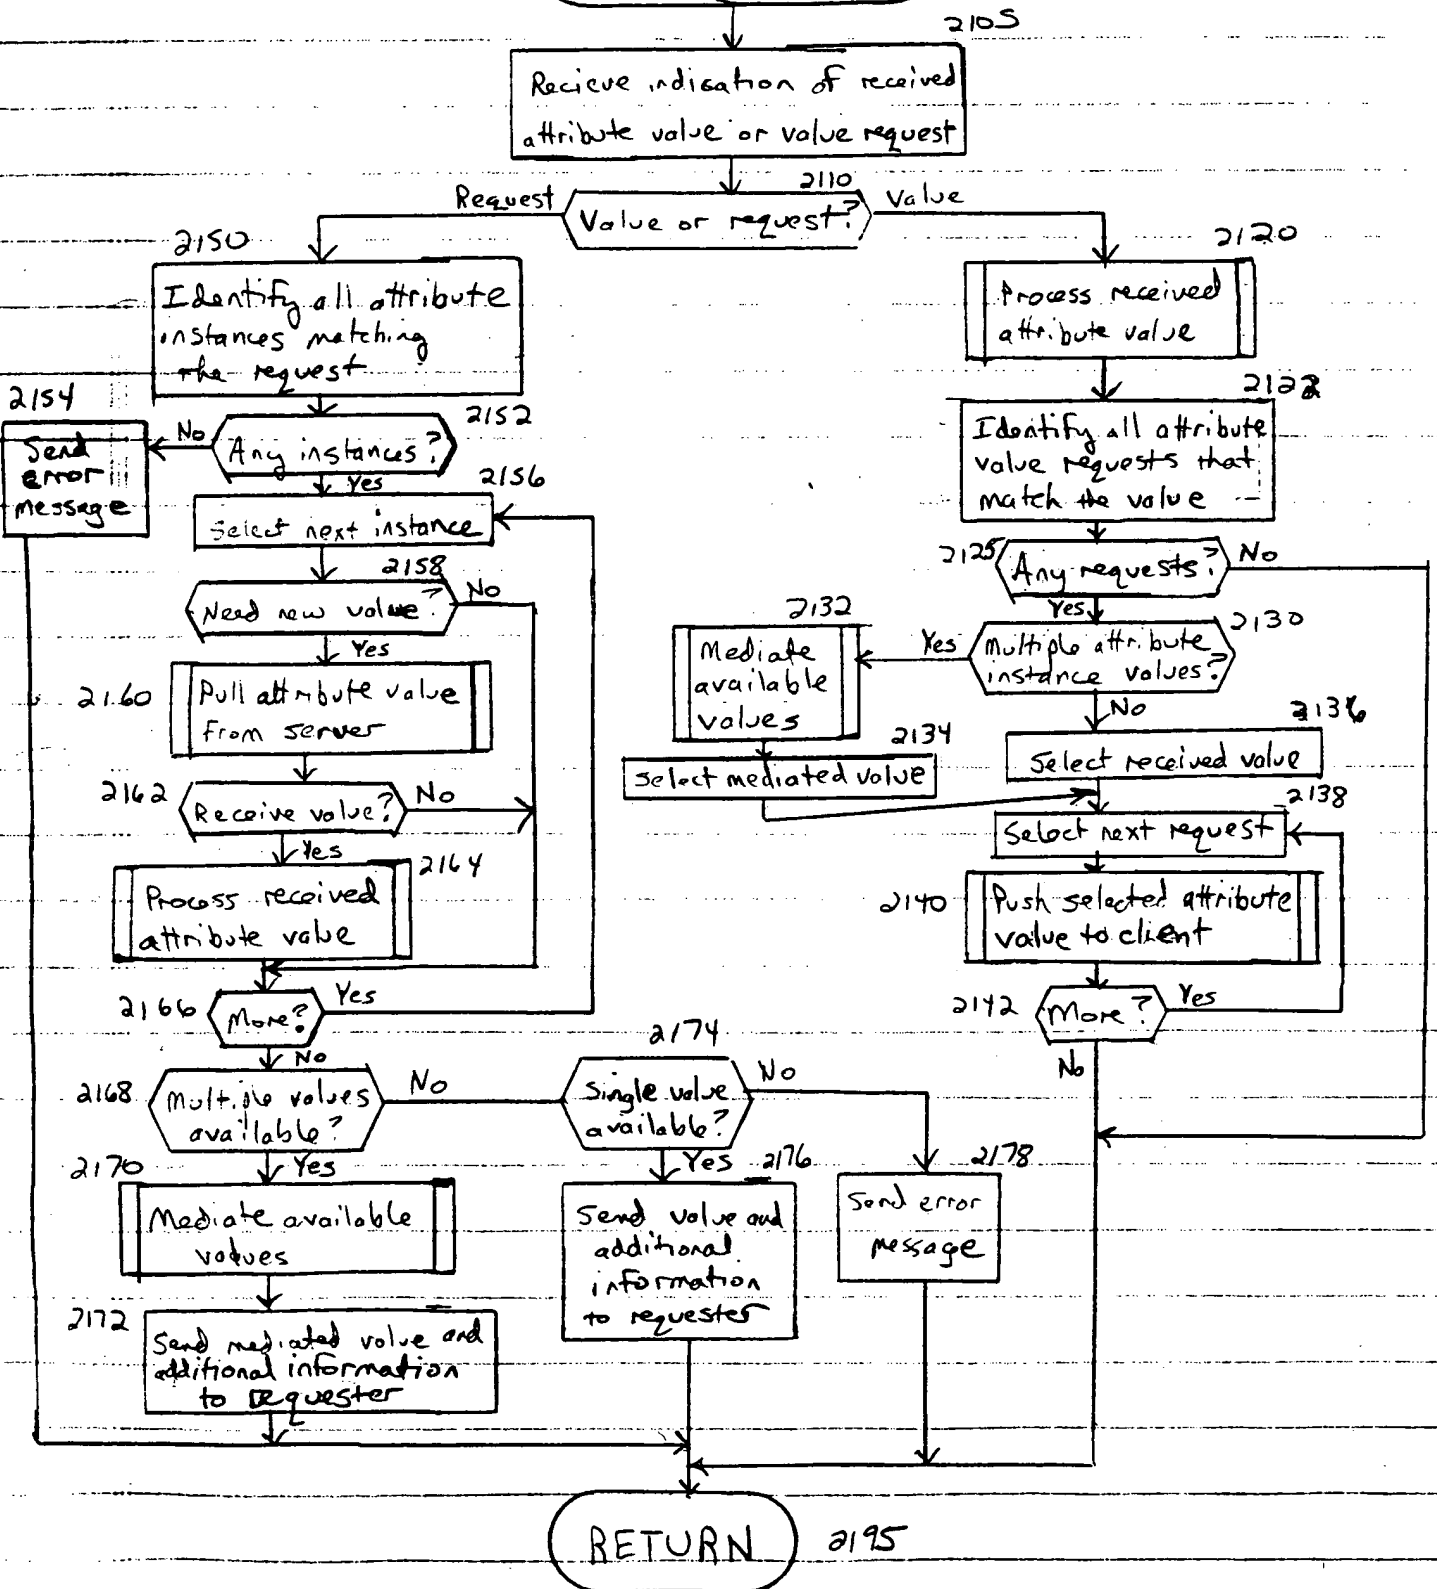 2105
Recieve indication of received
attribute value or value request
2110
Value or request?
Request
Value
2150
Identify all attribute
instances matching
the request
2120
Process received
attribute value
2154
Send
error
message
No
2152
Any instances?
Yes
2156
Select next instance
2158
Need new value?
No
Yes
2160
Pull attribute value
from server
2162
Receive value?
No
Yes
2164
Process received
attribute value
2166
More?
Yes
No
2168
Multiple values
available?
No
Yes
2170
Mediate available
values
2172
Send mediated value and
additional information
to requester
2174
Single value
available?
No
Yes
2176
Send value and
additional
information
to requester
2178
Send error
message
2122
Identify all attribute
value requests that
match the value
2125
Any requests?
No
Yes
2130
Multiple attribute
instance values?
Yes
No
2132
Mediate
available
values
2134
Select mediated value
2136
Select received value
2138
Select next request
2140
Push selected attribute
value to client
2142
More?
Yes
No
RETURN
2195